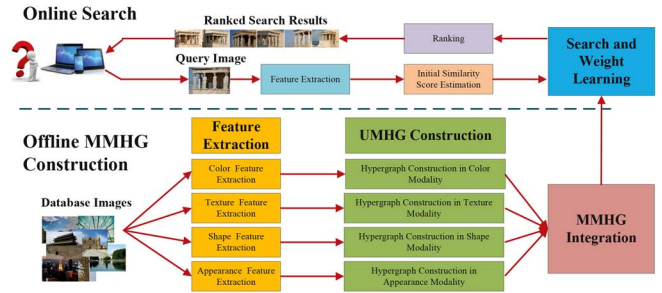 Online Search
Ranked Search Results
Ranking
Search and
Weight
Learning
?
Query Image
Feature Extraction
Initial Similarity
Score Estimation
Offline MMHG
Construction
Feature
Extraction
UMHG Construction
Color Feature
Extraction
Hypergraph Construction in Color
Modality
Database Images
Texture Feature
Extraction
Hypergraph Construction in Texture
Modality
Shape Feature
Extraction
Hypergraph Construction in Shape
Modality
MMHG
Integration
Appearance Feature
Extraction
Hypergraph Construction in
Appearance Modality